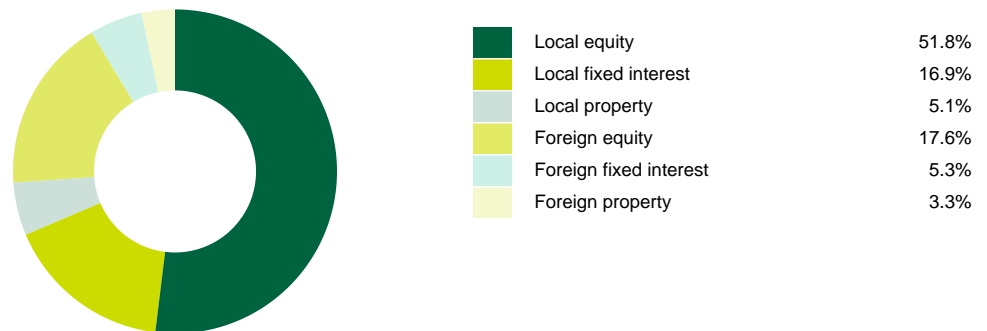 Local equity 51.8%
Local fixed interest 16.9%
Local property 5.1%
Foreign equity 17.6%
Foreign fixed interest 5.3%
Foreign property 3.3%